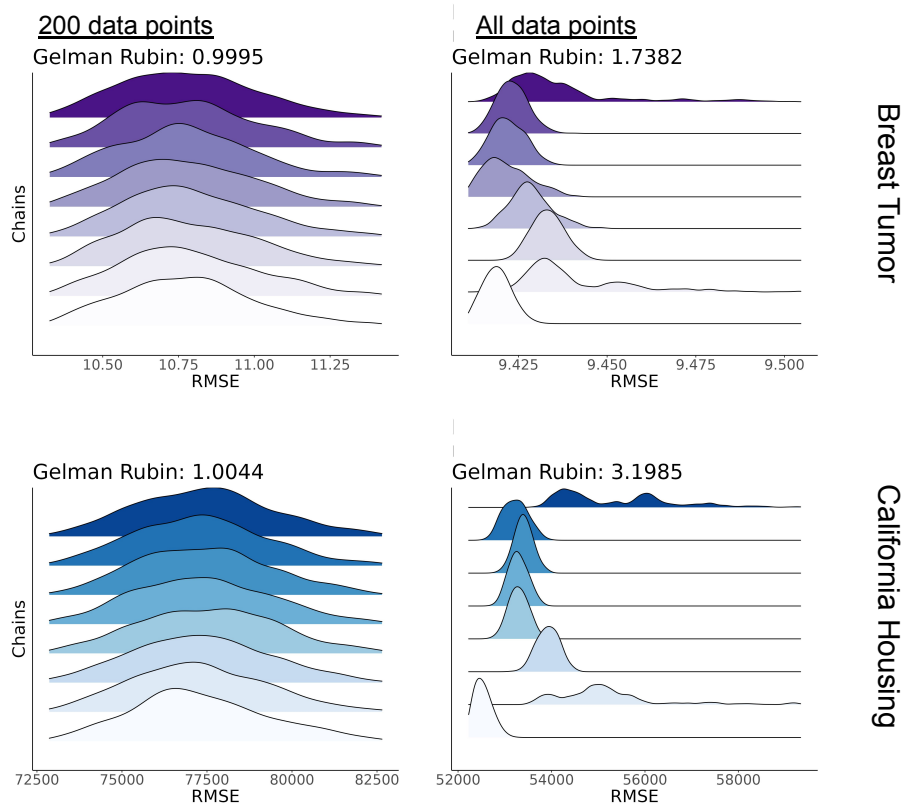 200 data points
All data points
Gelman Rubin: 0.9995
Gelman Rubin: 1.7382
Chains
Breast Tumor
10.50 10.75 11.00 11.25
RMSE
9.425 9.450 9.475 9.500
RMSE
Gelman Rubin: 1.0044
Gelman Rubin: 3.1985
Chains
California Housing
72500 75000 77500 80000 82500
RMSE
52000 54000 56000 58000
RMSE